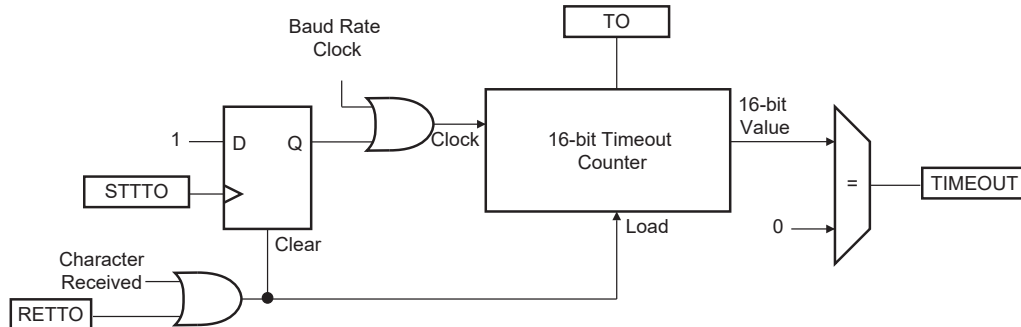 TO
Baud Rate
Clock
1
D
Q
Clock
16-bit Timeout
Counter
16-bit
Value
=
TIMEOUT
STTTO
0
Clear
Load
Character
Received
RETTO